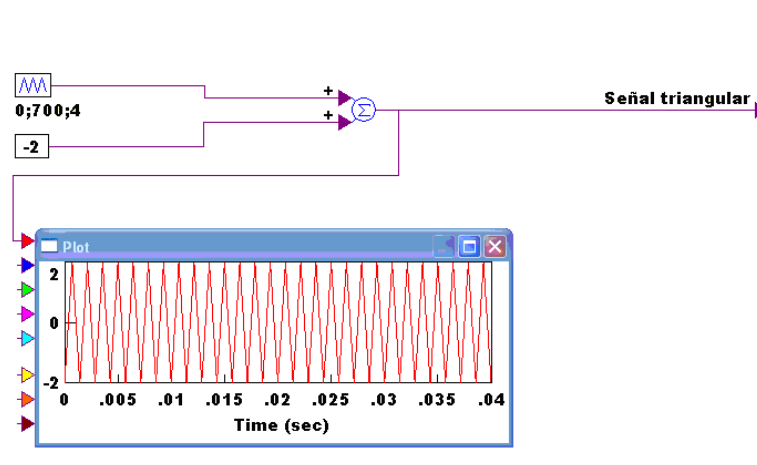 +
Señal triangular
0;700;4
+
-2
Σ
Plot
2
0
-2
0 .005 .01 .015 .02 .025 .03 .035 .04
Time (sec)